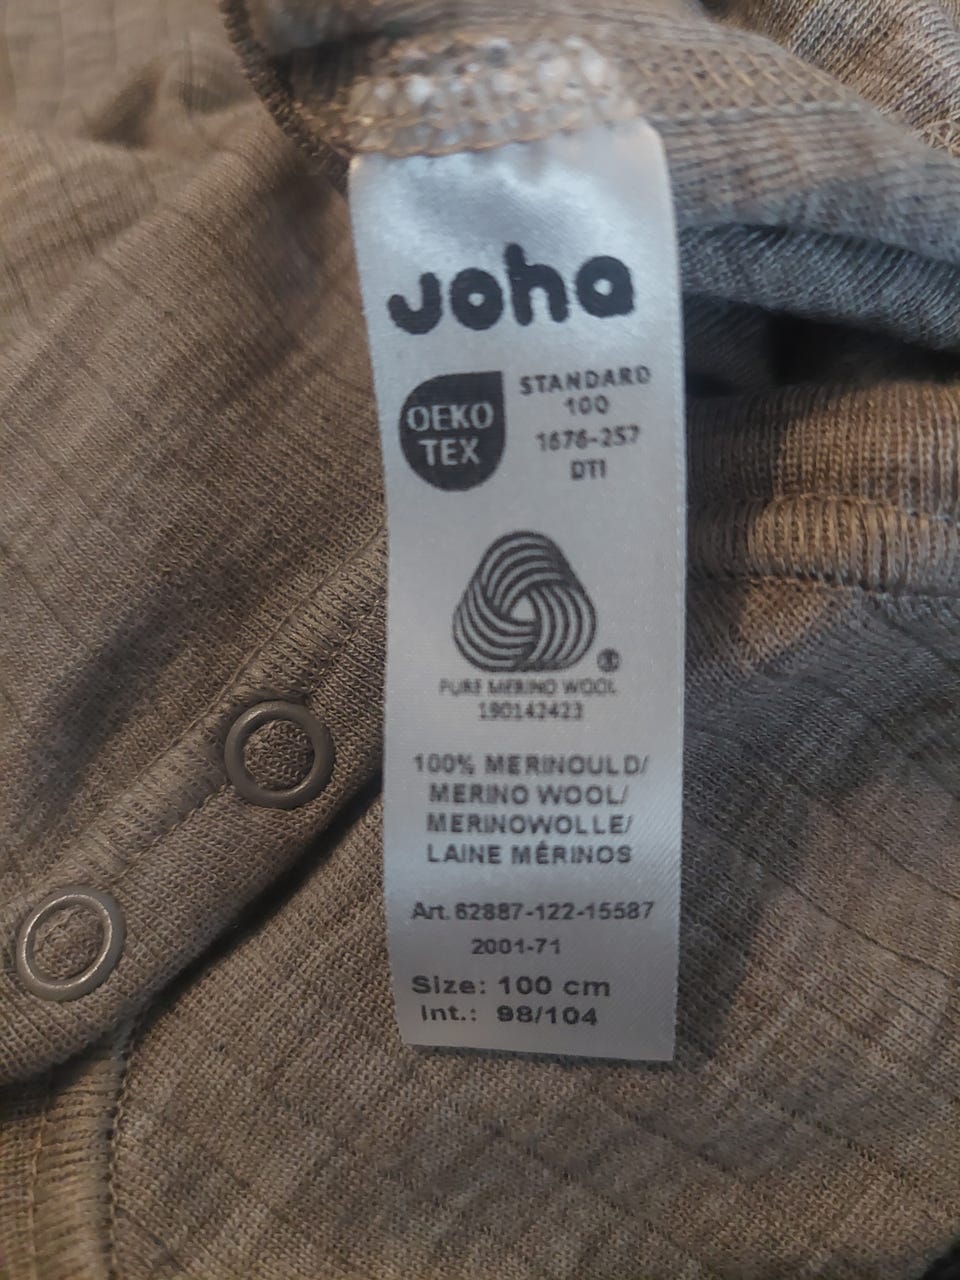 joha
OEKO
TEX
STANDARD
100
1676-257
DTI
®
PURE MERINO WOOL
190142423
100% MERINOULD/
MERINO WOOL/
MERINOWOLLE/
LAINE MÉRINOS
Art. 62887-122-15587
2001-71
Size: 100 cm
Int.: 98/104